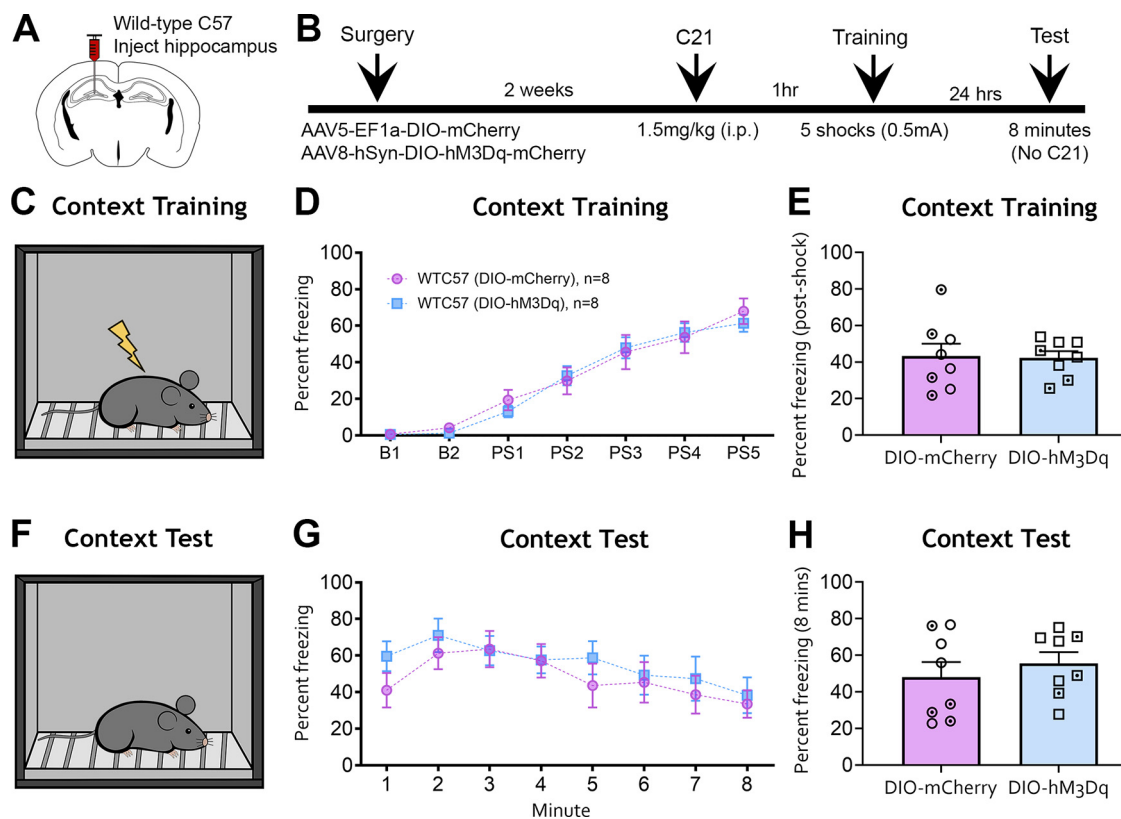 A
Wild-type C57
Inject hippocampus
B
Surgery
C21
Training
Test
2 weeks
1hr
24 hrs
AAV5-EF1a-DIO-mCherry
AAV8-hSyn-DIO-hM3Dq-mCherry
1.5mg/kg (i.p.)
5 shocks (0.5mA)
8 minutes
(No C21)
C
Context Training
D
Context Training
Percent freezing
100
80
60
40
20
0
WTC57 (DIO-mCherry), n=8
WTC57 (DIO-hM3Dq), n=8
B1 B2 PS1 PS2 PS3 PS4 PS5
E
Context Training
Percent freezing (post-shock)
100
80
60
40
20
0
DIO-mCherry DIO-hM3Dq
F
Context Test
G
Context Test
Percent freezing
100
80
60
40
20
0
1 2 3 4 5 6 7 8
Minute
H
Context Test
Percent freezing (8 mins)
100
80
60
40
20
0
DIO-mCherry DIO-hM3Dq